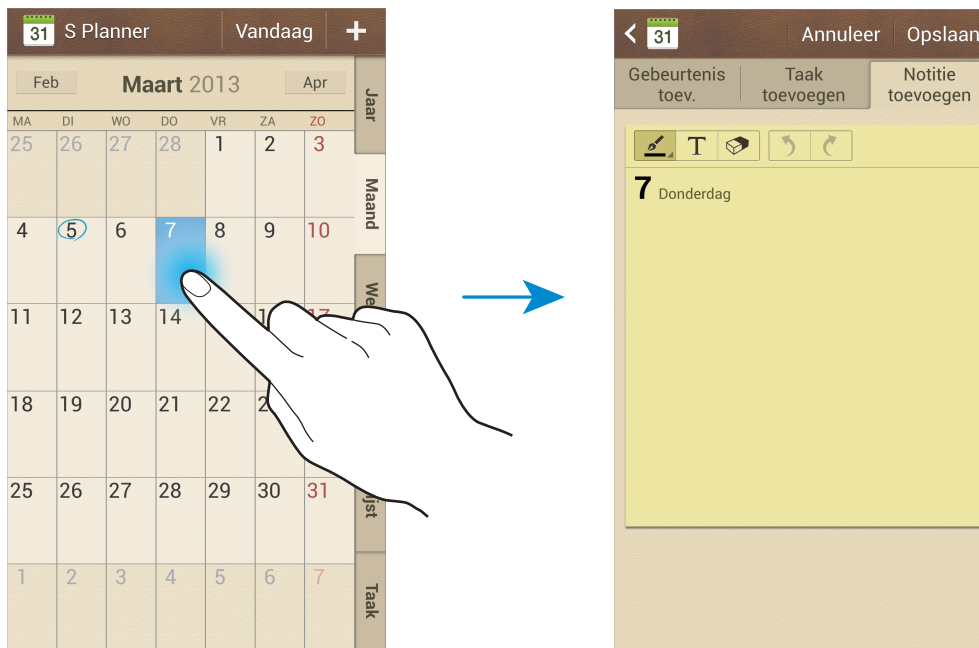 31 S Planner Vandaag +
Feb Maart 2013 Apr
MA DI WO DO VR ZA ZO
25 26 27 28 1 2 3
4 5 6 7 8 9 10
11 12 13 14 17
18 19 20 21 22
25 26 27 28 29 30 31
1 2 3 4 5 6 7
Jaar
Maand
Taak
31 Annuleer Opslaan
Gebeurtenis toev.
Taak toevoegen
Notitie toevoegen
T
7 Donderdag